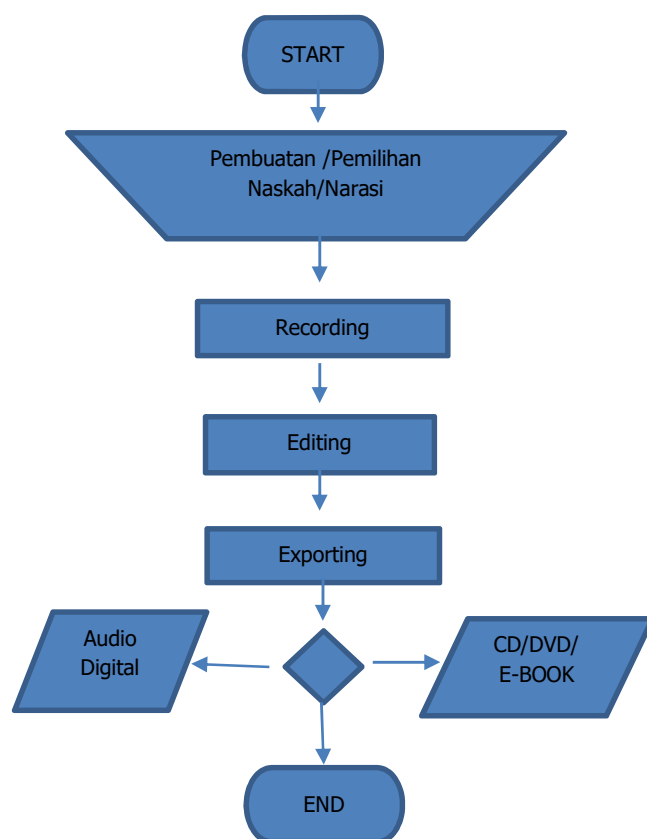 START
Pembuatan /Pemilihan
Naskah/Narasi
Recording
Editing
Exporting
Audio
Digital
CD/DVD/
E-BOOK
END